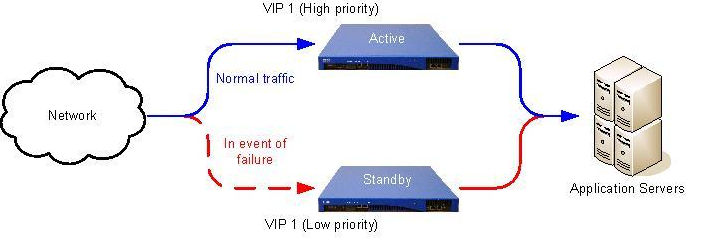 VIP 1 (High priority)
Active
Normal traffic
Network
In event of
failure
Standby
VIP 1 (Low priority)
Application Servers